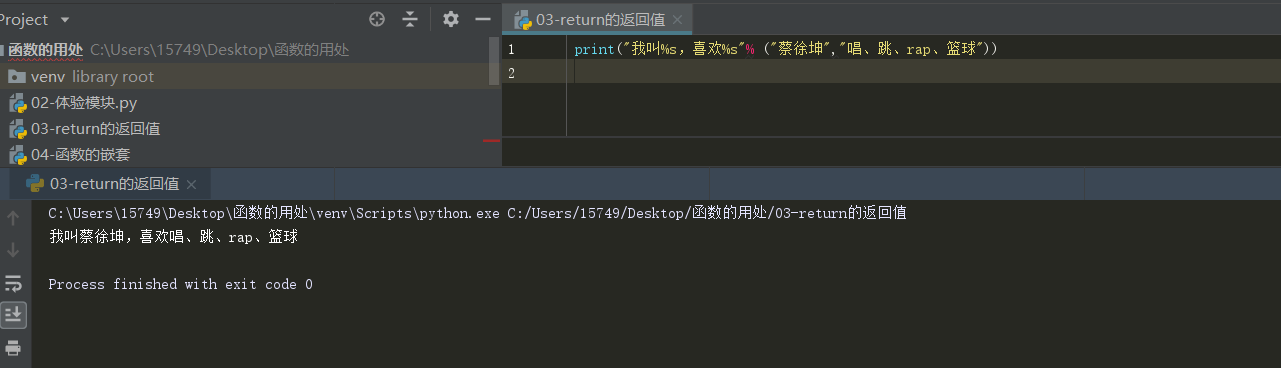 Project
函数的用处 C:\Users\15749\Desktop\函数的用处
venv library root
02-体验模块.py
03-return的返回值
04-函数的嵌套
03-return的返回值
1 print("我叫%s，喜欢%s"% ("蔡徐坤","唱、跳、rap、篮球"))
2
03-return的返回值
C:\Users\15749\Desktop\函数的用处\venv\Scripts\python.exe C:/Users/15749/Desktop/函数的用处/03-return的返回值
我叫蔡徐坤，喜欢唱、跳、rap、篮球
Process finished with exit code 0